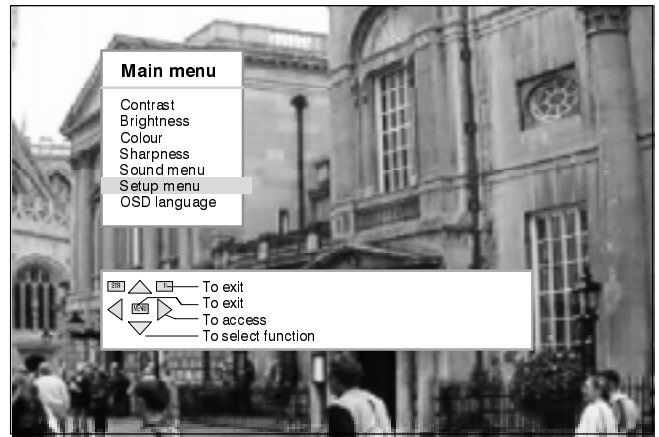 Main menu
Contrast
Brightness
Colour
Sharpness
Sound menu
Setup menu
OSD language
To exit
MENU
To exit
To access
To select function